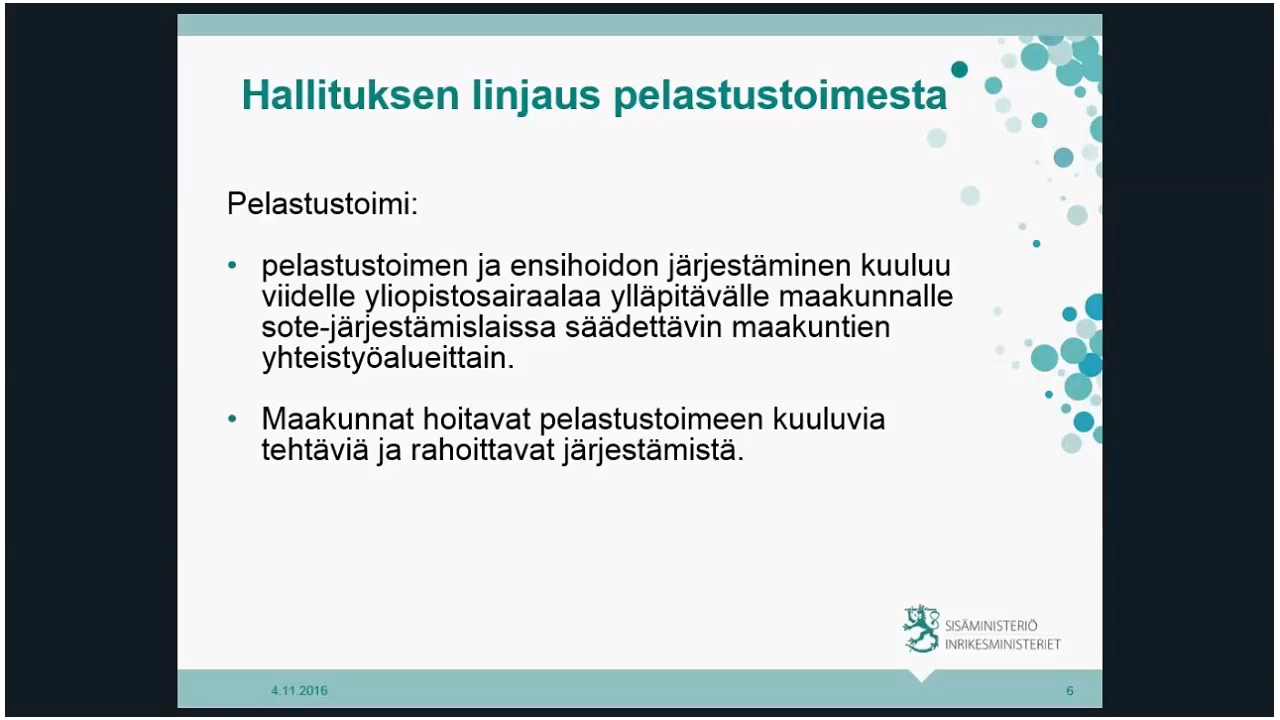 Hallituksen linjaus pelastustoimesta
Pelastustoimi:
• pelastustoimen ja ensihoidon järjestäminen kuuluu
viidelle yliopistosairaalaa ylläpitävälle maakunnalle
sote-järjestämislaissa säädettävin maakuntien
yhteistyöalueittain.
• Maakunnat hoitavat pelastustoimeen kuuluvia
tehtäviä ja rahoittavat järjestämistä.
SISÄMINISTERIÖ
INRIKESMINISTERIET
4.11.2016
6